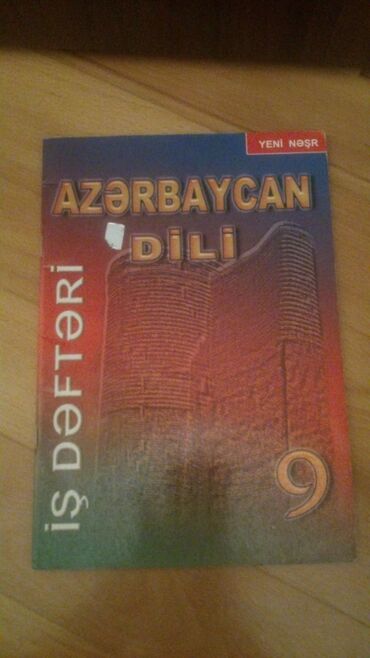 YENİ NƏŞR
AZƏRBAYCAN
DİLİ
İŞ DƏFTƏRİ
9